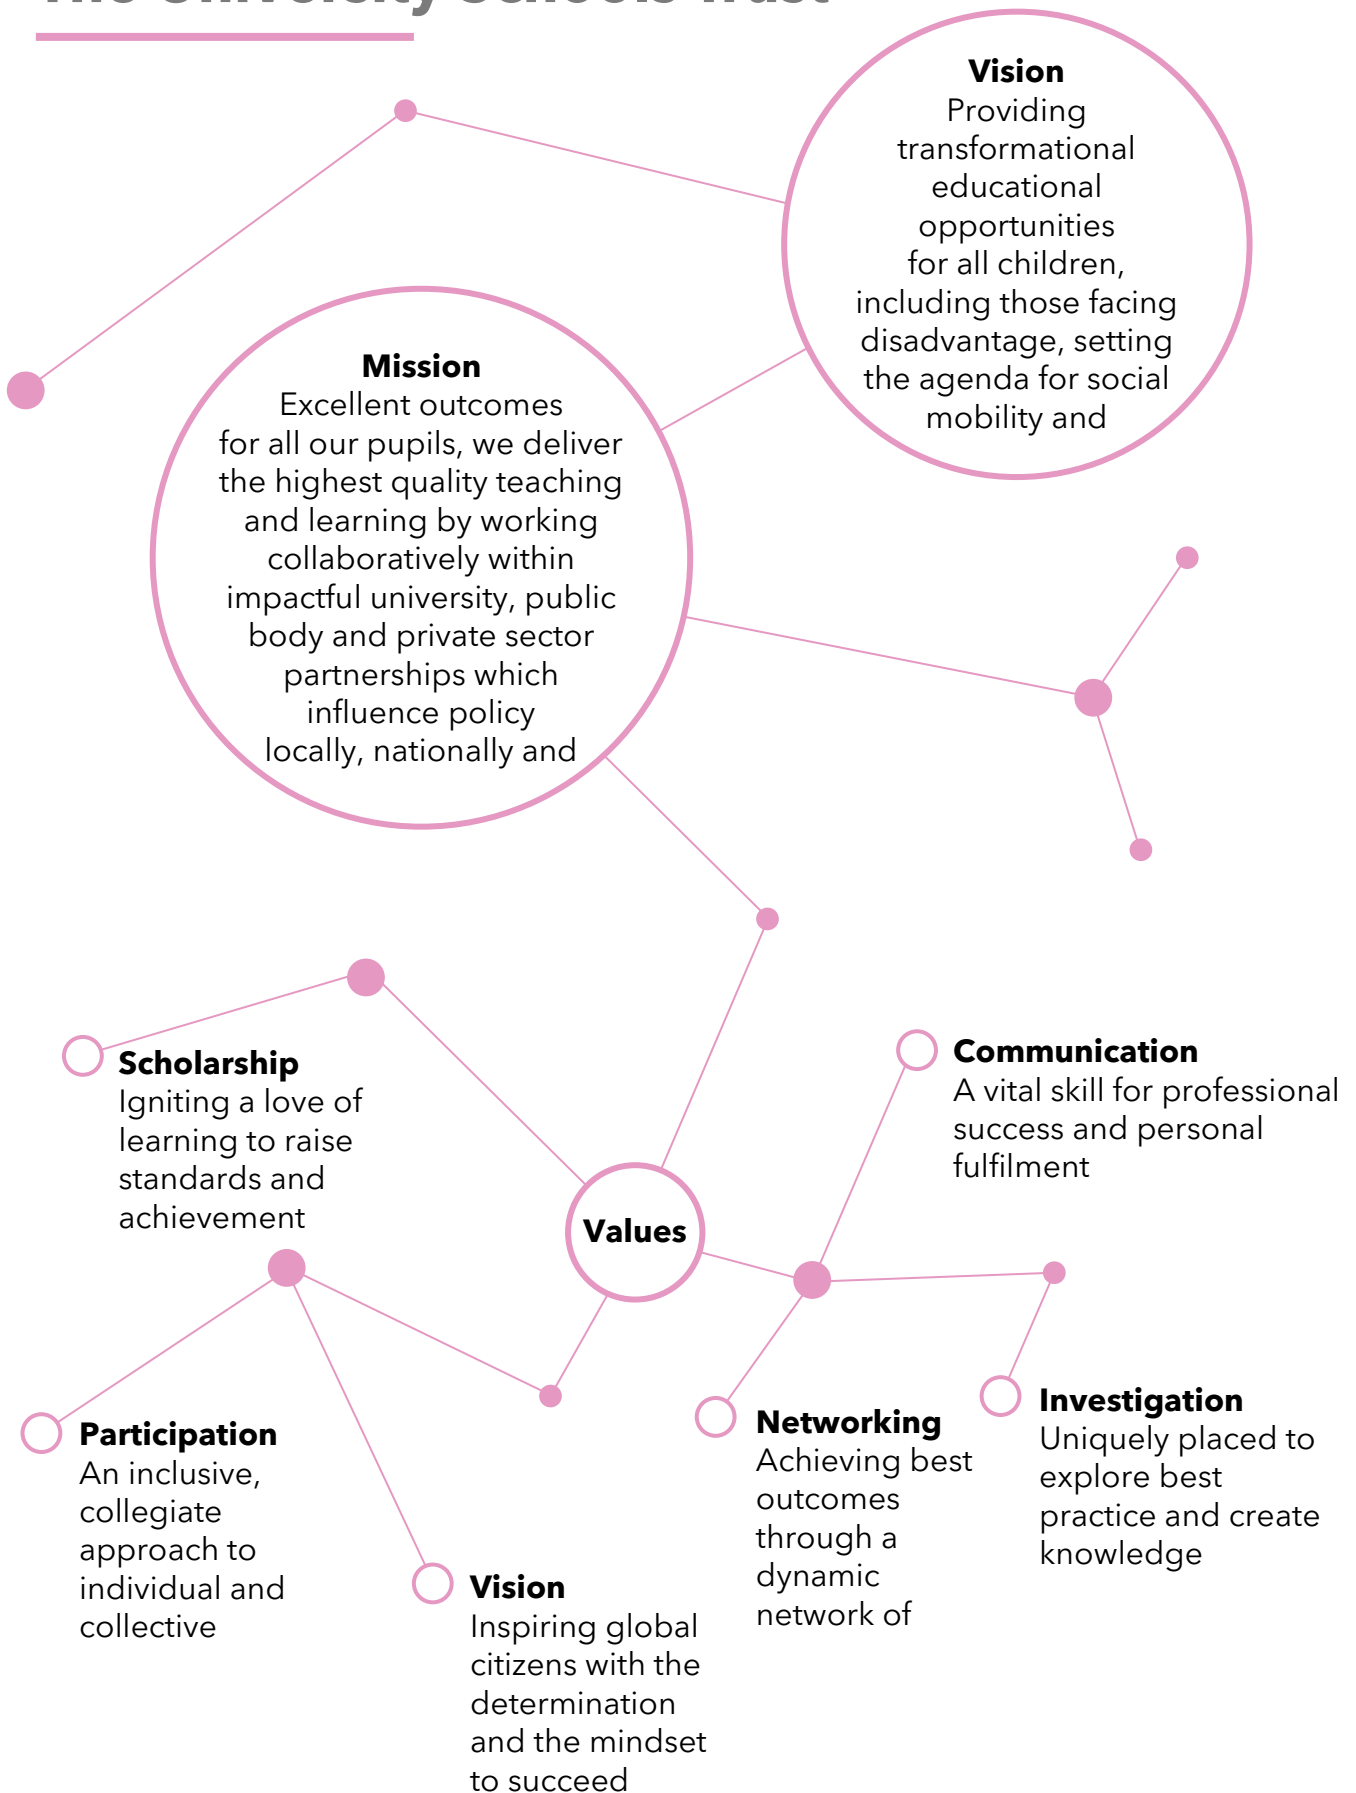 The University Schools Trust
Vision
Providing
transformational
educational
opportunities
for all children,
including those facing
disadvantage, setting
the agenda for social
mobility and
Mission
Excellent outcomes
for all our pupils, we deliver
the highest quality teaching
and learning by working
collaboratively within
impactful university, public
body and private sector
partnerships which
influence policy
locally, nationally and
Scholarship
Igniting a love of
learning to raise
standards and
achievement
Communication
A vital skill for professional
success and personal
fulfilment
Values
Participation
An inclusive,
collegiate
approach to
individual and
collective
Vision
Inspiring global
citizens with the
determination
and the mindset
to succeed
Networking
Achieving best
outcomes
through a
dynamic
network of
Investigation
Uniquely placed to
explore best
practice and create
knowledge